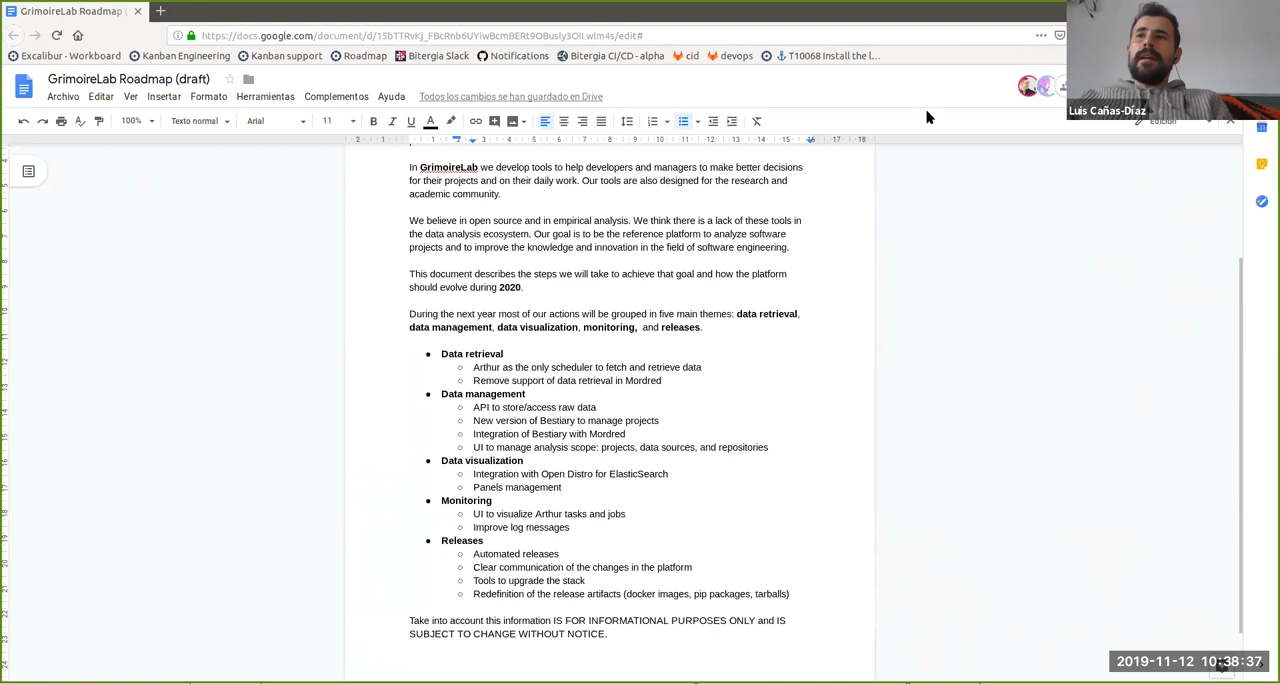 GrimoireLab Roadmap (
https://docs.google.com/document/d/15bTTRvKj_FBcRnb6UYiwBcmBERt9OBusly3OII.wlm4s/edit#
Excalibur - Workboard
Kanban Engineering
Kanban support
Roadmap
Bitergia Slack
Notifications
Bitergia CI/CD - alpha
cid
devops
T10068 Install the l…
GrimoireLab Roadmap (draft)
Archivo Editar Ver Insertar Formato Herramientas Complementos Ayuda Todos los cambios se han guardado en Drive
Luis Cañas-Díaz
100% Texto normal Arial 11
In GrimoireLab we develop tools to help developers and managers to make better decisions
for their projects and on their daily work. Our tools are also designed for the research and
academic community.
We believe in open source and in empirical analysis. We think there is a lack of these tools in
the data analysis ecosystem. Our goal is to be the reference platform to analyze software
projects and to improve the knowledge and innovation in the field of software engineering.
This document describes the steps we will take to achieve that goal and how the platform
should evolve during 2020.
During the next year most of our actions will be grouped in five main themes: data retrieval,
data management, data visualization, monitoring, and releases.
● Data retrieval
○ Arthur as the only scheduler to fetch and retrieve data
○ Remove support of data retrieval in Mordred
● Data management
○ API to store/access raw data
○ New version of Bestiary to manage projects
○ Integration of Bestiary with Mordred
○ UI to manage analysis scope: projects, data sources, and repositories
● Data visualization
○ Integration with Open Distro for ElasticSearch
○ Panels management
● Monitoring
○ UI to visualize Arthur tasks and jobs
○ Improve log messages
● Releases
○ Automated releases
○ Clear communication of the changes in the platform
○ Tools to upgrade the stack
○ Redefinition of the release artifacts (docker images, pip packages, tarballs)
Take into account this information IS FOR INFORMATIONAL PURPOSES ONLY and IS
SUBJECT TO CHANGE WITHOUT NOTICE.
2019-11-12 10:38:37